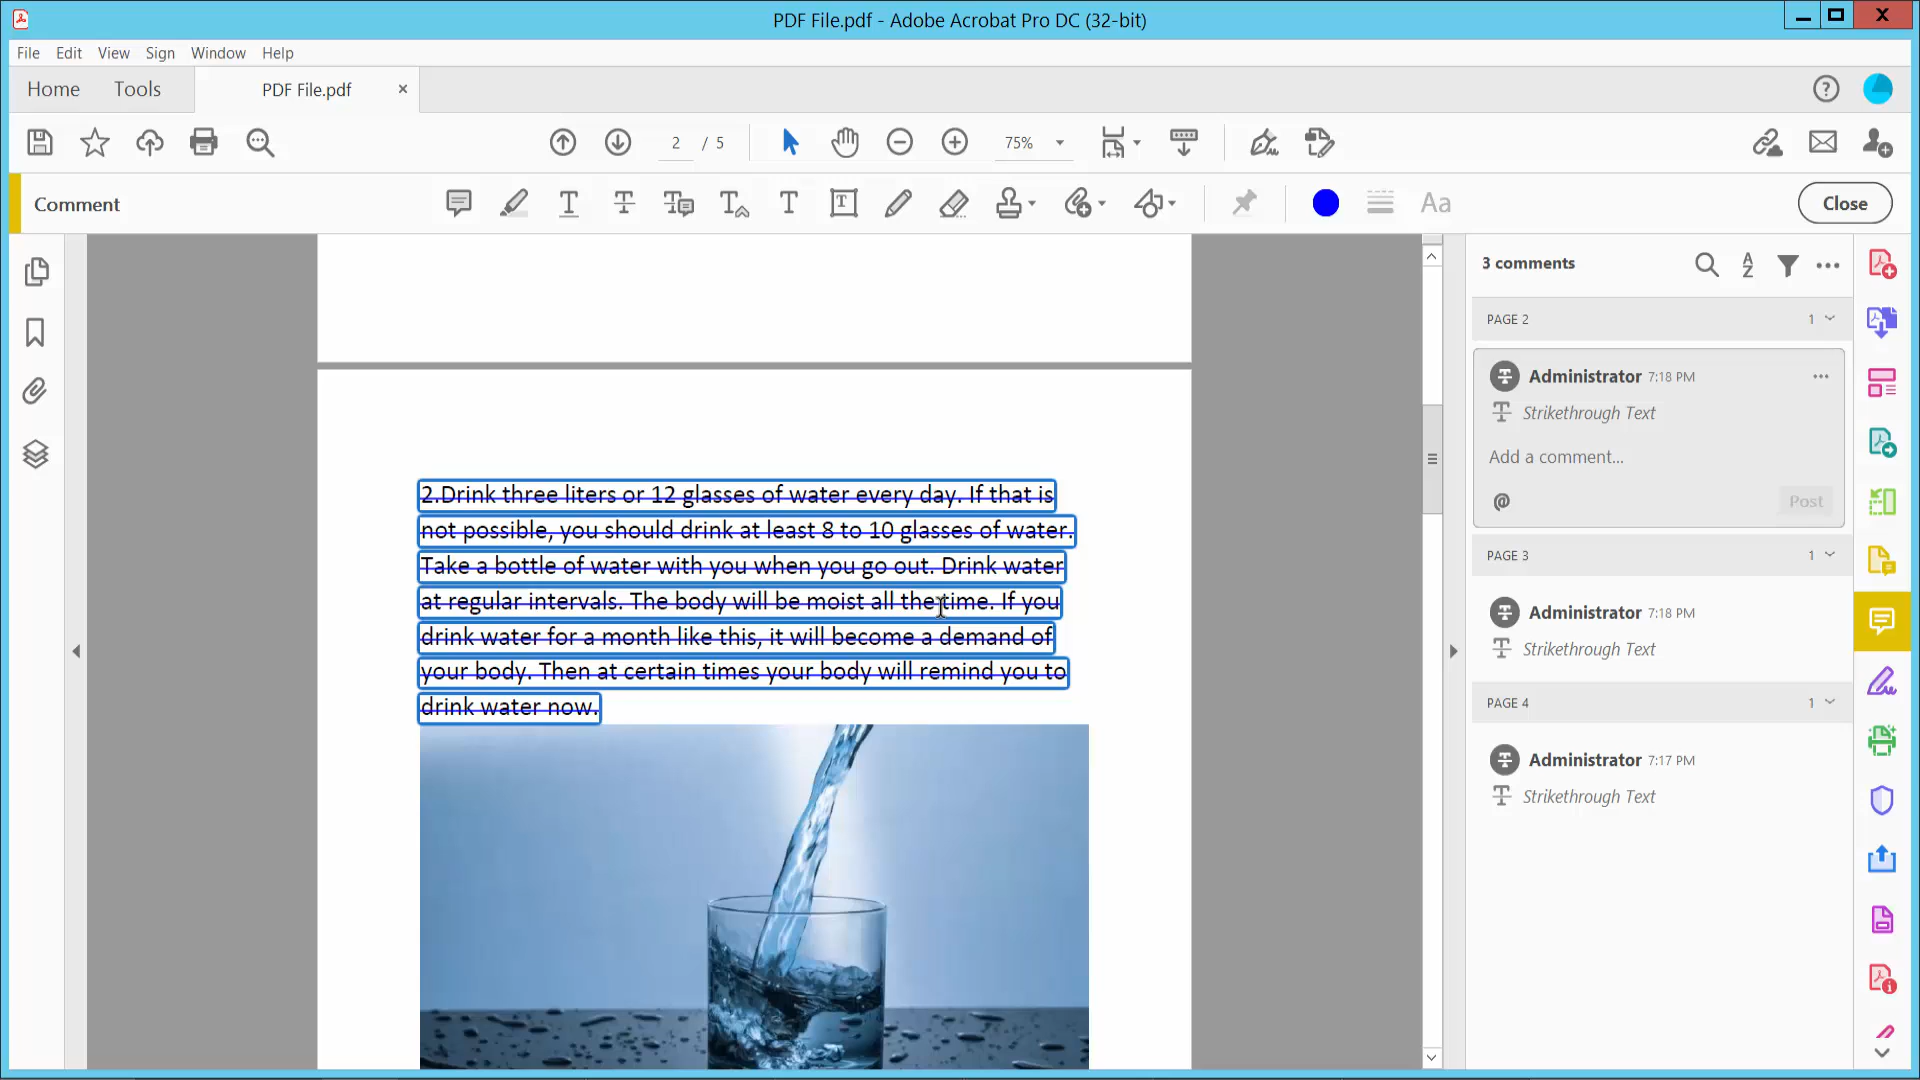 PDF File.pdf - Adobe Acrobat Pro DC (32-bit)
File Edit View Sign Window Help
Home Tools PDF File.pdf
2 / 5 75%
Comment
Aa
Close
3 comments
PAGE 2 1
Administrator 7:18 PM
Strikethrough Text
Add a comment...
@ Post
PAGE 3 1
Administrator 7:18 PM
Strikethrough Text
PAGE 4 1
Administrator 7:17 PM
Strikethrough Text
2.Drink three liters or 12 glasses of water every day. If that is
not possible, you should drink at least 8 to 10 glasses of water.
Take a bottle of water with you when you go out. Drink water
at regular intervals. The body will be moist all the time. If you
drink water for a month like this, it will become a demand of
your body. Then at certain times your body will remind you to
drink water now.